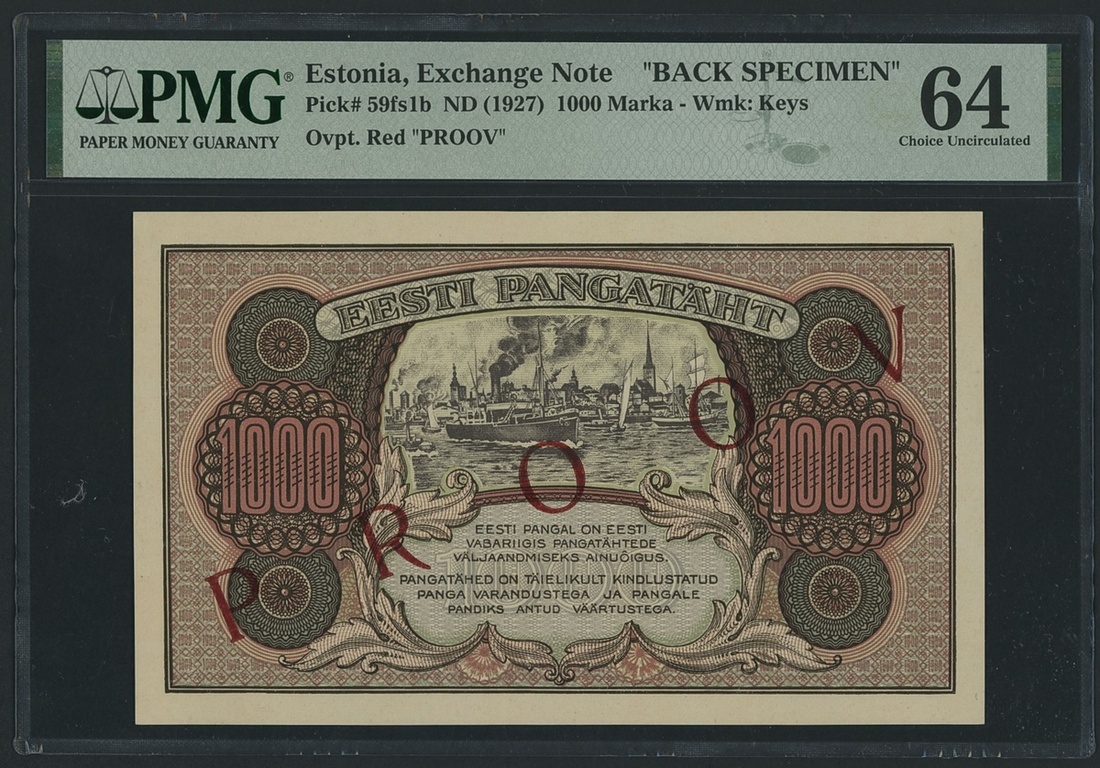 PMG®
PAPER MONEY GUARANTY
Estonia, Exchange Note "BACK SPECIMEN"
Pick# 59fs1b ND (1927) 1000 Marka - Wmk: Keys
Ovpt. Red "PROOV"
64
Choice Uncirculated
EESTI PANGATÄHT
1000 1000
PROOV
EESTI PANGAL ON EESTI
VABARIIGIS PANGATÄHTEDE
VÄLJAANDMISEKS AINUÕIGUS.
PANGATÄHED ON TÄIELIKULT KINDLUSTATUD
PANGA VARANDUSTEGA JA PANGALE
PANDIKS ANTUD VÄÄRTUSTEGA.
1000